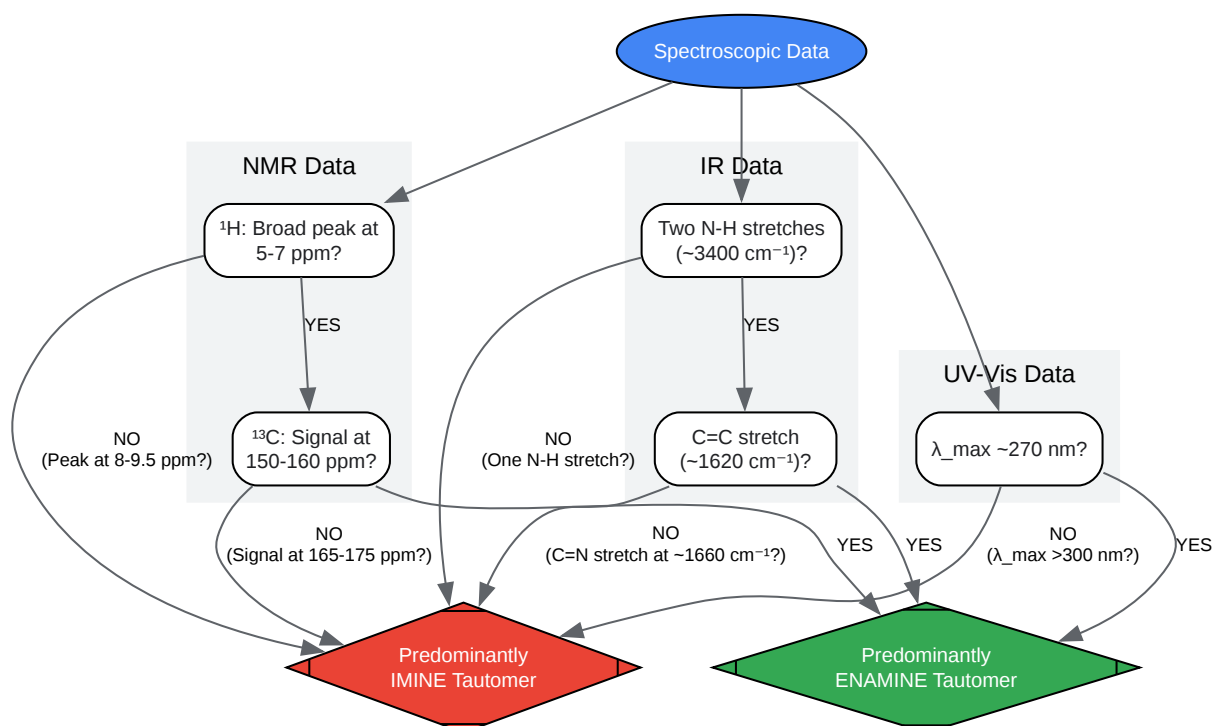 Spectroscopic Data
NMR Data
IR Data
¹H: Broad peak at
5-7 ppm?
Two N-H stretches
(~3400 cm⁻¹)?
YES
YES
UV-Vis Data
¹³C: Signal at
150-160 ppm?
C=C stretch
(~1620 cm⁻¹)?
λ_max ~270 nm?
NO
(Peak at 8-9.5 ppm?)
NO
(One N-H stretch?)
NO
(Signal at 165-175 ppm?)
NO
(C=N stretch at ~1660 cm⁻¹?)
YES
YES
NO
(λ_max >300 nm?)
YES
Predominantly
IMINE Tautomer
Predominantly
ENAMINE Tautomer